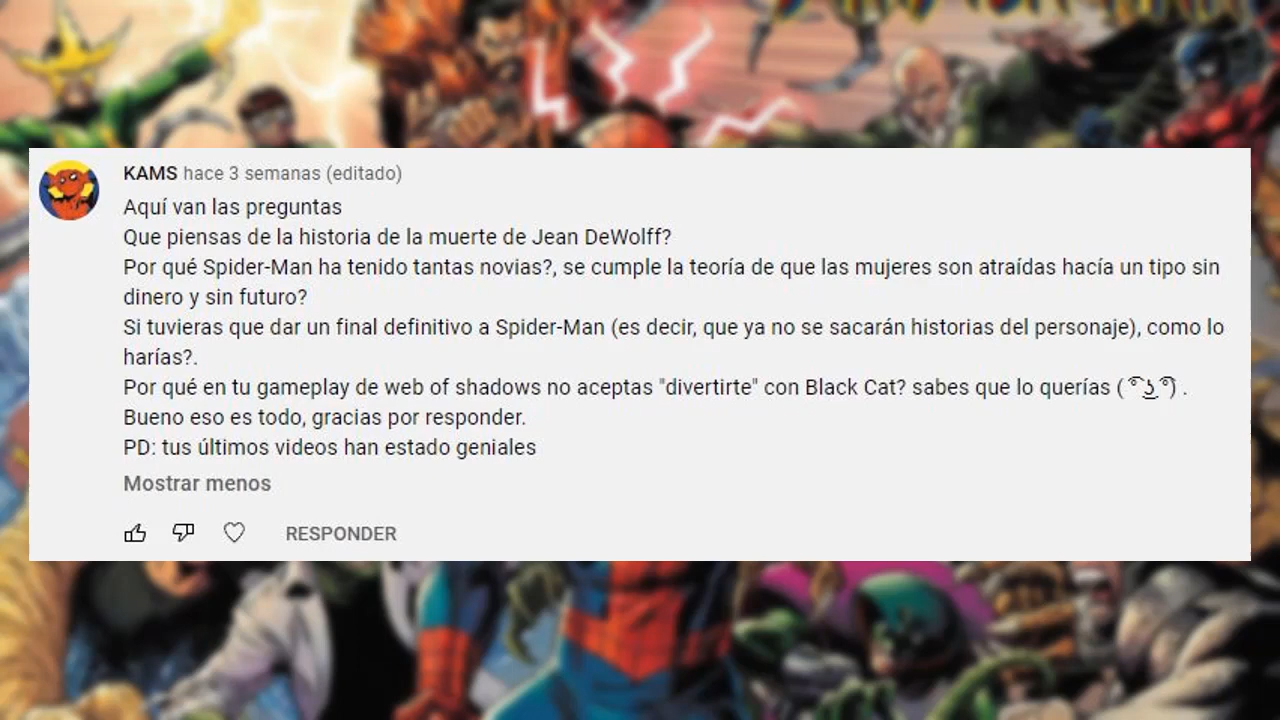 KAMS hace 3 semanas (editado)
Aquí van las preguntas
Que piensas de la historia de la muerte de Jean DeWolff?
Por qué Spider-Man ha tenido tantas novias?, se cumple la teoría de que las mujeres son atraídas hacía un tipo sin
dinero y sin futuro?
Si tuvieras que dar un final definitivo a Spider-Man (es decir, que ya no se sacarán historias del personaje), como lo
harías?.
Por qué en tu gameplay de web of shadows no aceptas "divertirte" con Black Cat? sabes que lo querías ( ͡° ͜ʖ ͡°) .
Bueno eso es todo, gracias por responder.
PD: tus últimos videos han estado geniales
Mostrar menos
RESPONDER